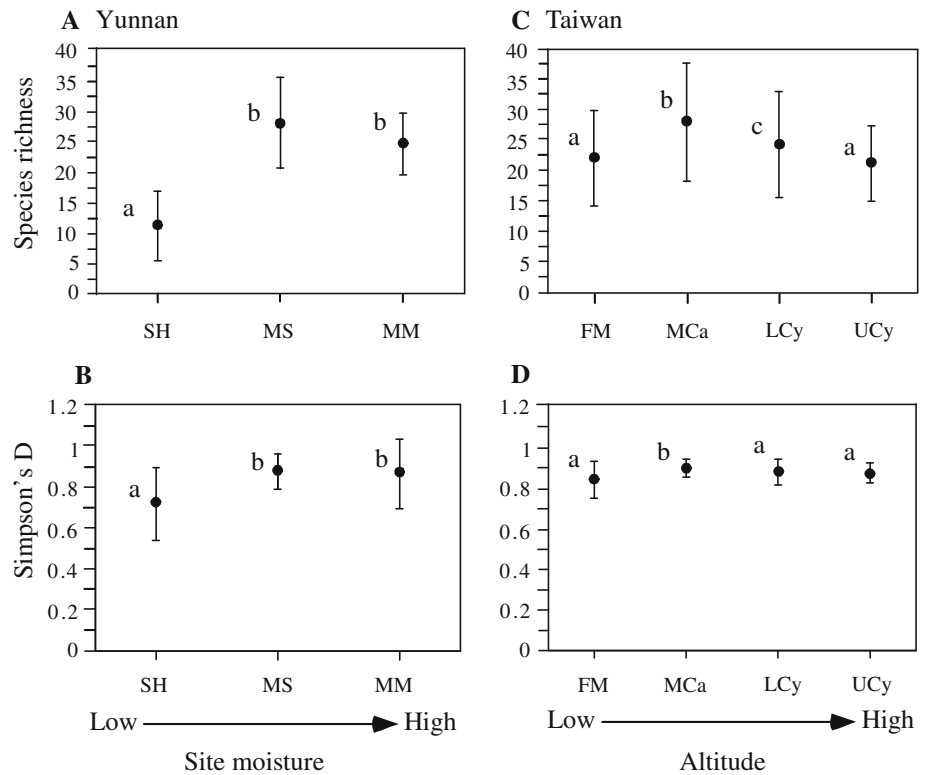 A Yunnan
C Taiwan
Species richness
40
35
30
25
20
15
10
5
0
a
b
b
SH
MS
MM
40
35
30
25
20
15
10
5
0
a
b
c
a
FM
MCa
LCy
UCy
B
D
Simpson's D
1.2
1
0.8
0.6
0.4
0.2
0
a
b
b
SH
MS
MM
Low
High
Site moisture
1.2
1
0.8
0.6
0.4
0.2
0
a
b
a
a
FM
MCa
LCy
UCy
Low
High
Altitude